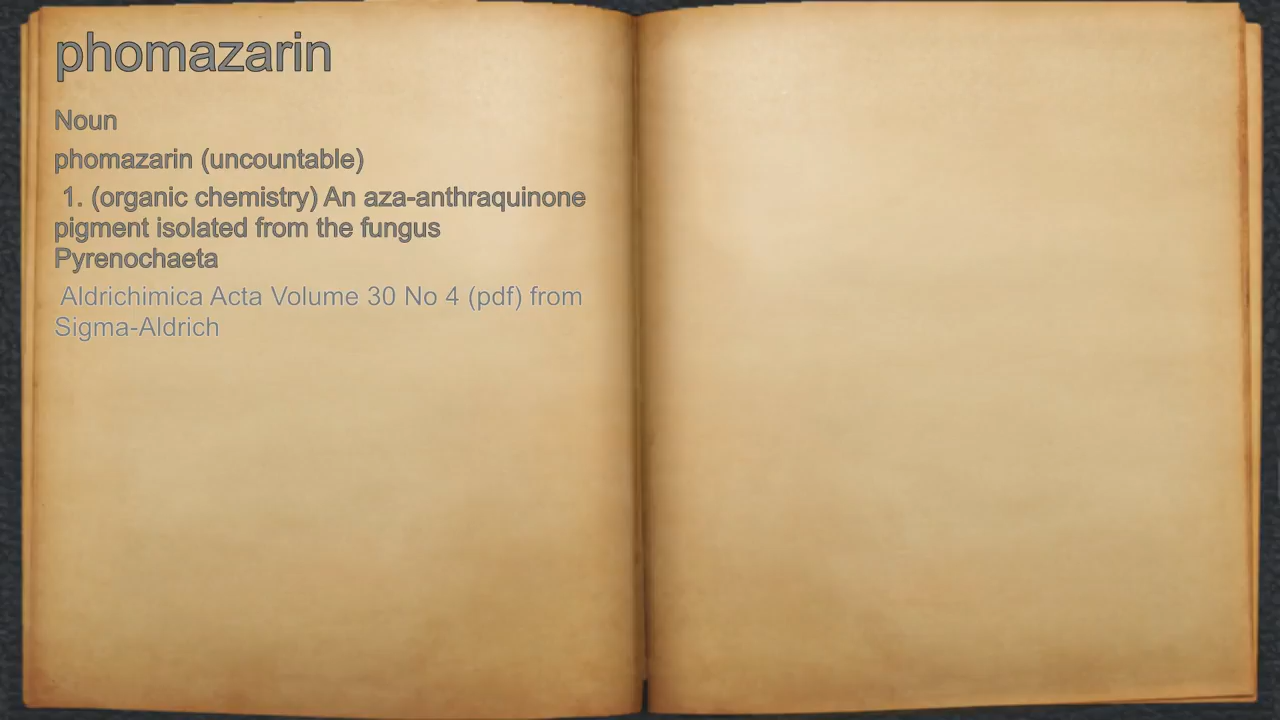 phomazarin
Noun
phomazarin (uncountable)
1. (organic chemistry) An aza-anthraquinone
pigment isolated from the fungus
Pyrenochaeta
Aldrichimica Acta Volume 30 No 4 (pdf) from
Sigma-Aldrich